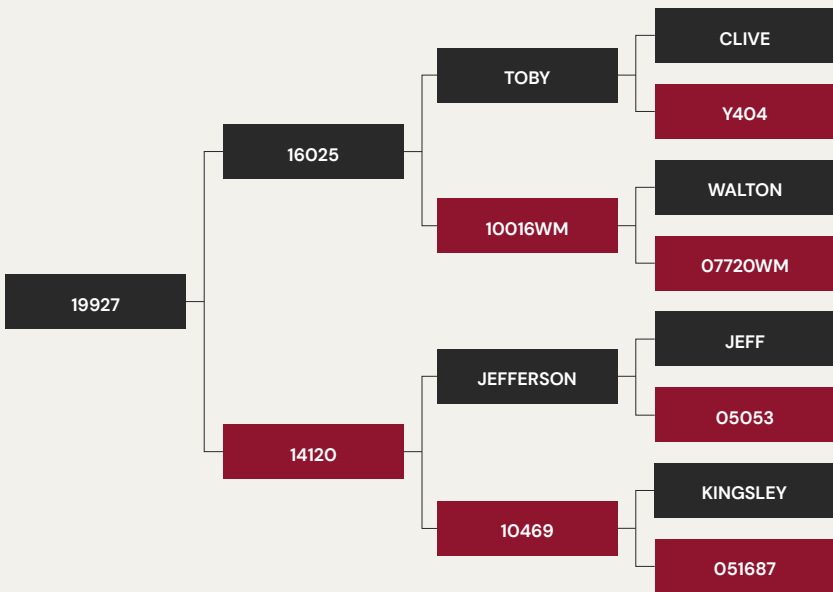 CLIVE
TOBY
Y404
16025
WALTON
10016WM
07720WM
19927
JEFF
JEFFERSON
05053
14120
KINGSLEY
10469
051687